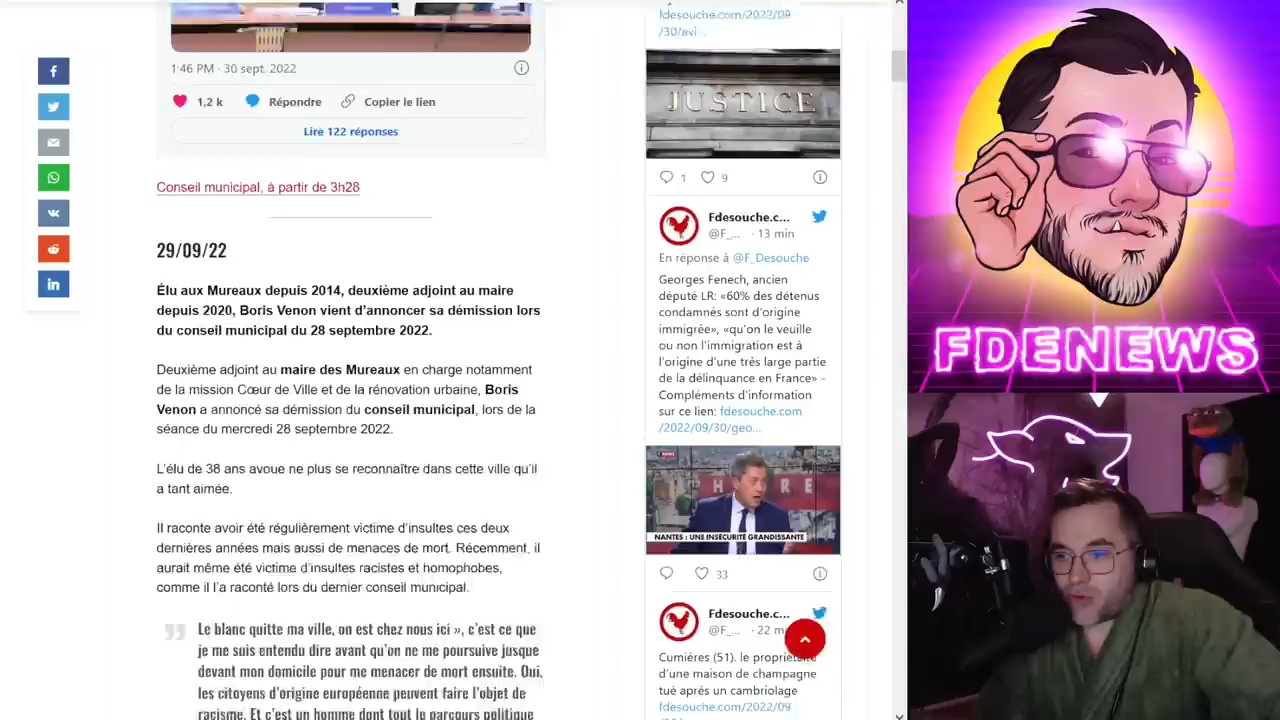 1:46 PM · 30 sept. 2022
1,2 k
Répondre
Copier le lien
Lire 122 réponses
Conseil municipal, à partir de 3h28
29/09/22
Élu aux Mureaux depuis 2014, deuxième adjoint au maire
depuis 2020, Boris Venon vient d'annoncer sa démission lors
du conseil municipal du 28 septembre 2022.
Deuxième adjoint au maire des Mureaux en charge notamment
de la mission Cœur de Ville et de la rénovation urbaine, Boris
Venon a annoncé sa démission du conseil municipal, lors de la
séance du mercredi 28 septembre 2022.
L'élu de 38 ans avoue ne plus se reconnaître dans cette ville qu'il
a tant aimée.
Il raconte avoir été régulièrement victime d'insultes ces deux
dernières années mais aussi de menaces de mort. Récemment, il
aurait même été victime d'insultes racistes et homophobes,
comme il l'a raconté lors du dernier conseil municipal.
Le blanc quitte ma ville, on est chez nous ici », c'est ce que
je me suis entendu dire avant qu'on ne me poursuive jusque
devant mon domicile pour me menacer de mort ensuite. Oui,
les citoyens d'origine européenne peuvent faire l'objet de
racisme. Et c'est un homme dont tout le parcours politique
fdesouche.com/2022/09
/30/avi...
JUSTICE
1
9
Fdesouche.c...
@F_... · 13 min
En réponse à @F_Desouche
Georges Fenech, ancien
député LR: «60% des détenus
condamnés sont d'origine
immigrée», «qu'on le veuille
ou non l'immigration est à
l'origine d'une très large partie
de la délinquance en France» –
Compléments d'information
sur ce lien: fdesouche.com
/2022/09/30/geo...
NEWS
NANTES : UNE INSÉCURITÉ GRANDISSANTE
33
Fdesouche.c...
@F_... · 22 m
Cumières (51). le propriétaire
d'une maison de champagne
tué après un cambriolage
fdesouche.com/2022/09
FDENEWS